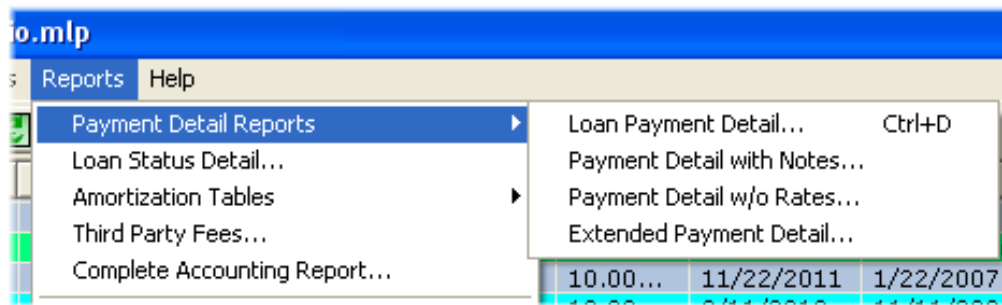 io.mlp
s Reports Help
Payment Detail Reports
Loan Status Detail...
Amortization Tables
Third Party Fees...
Complete Accounting Report...
Loan Payment Detail... Ctrl+D
Payment Detail with Notes...
Payment Detail w/o Rates...
Extended Payment Detail...
10.00... 11/22/2011 1/22/2007